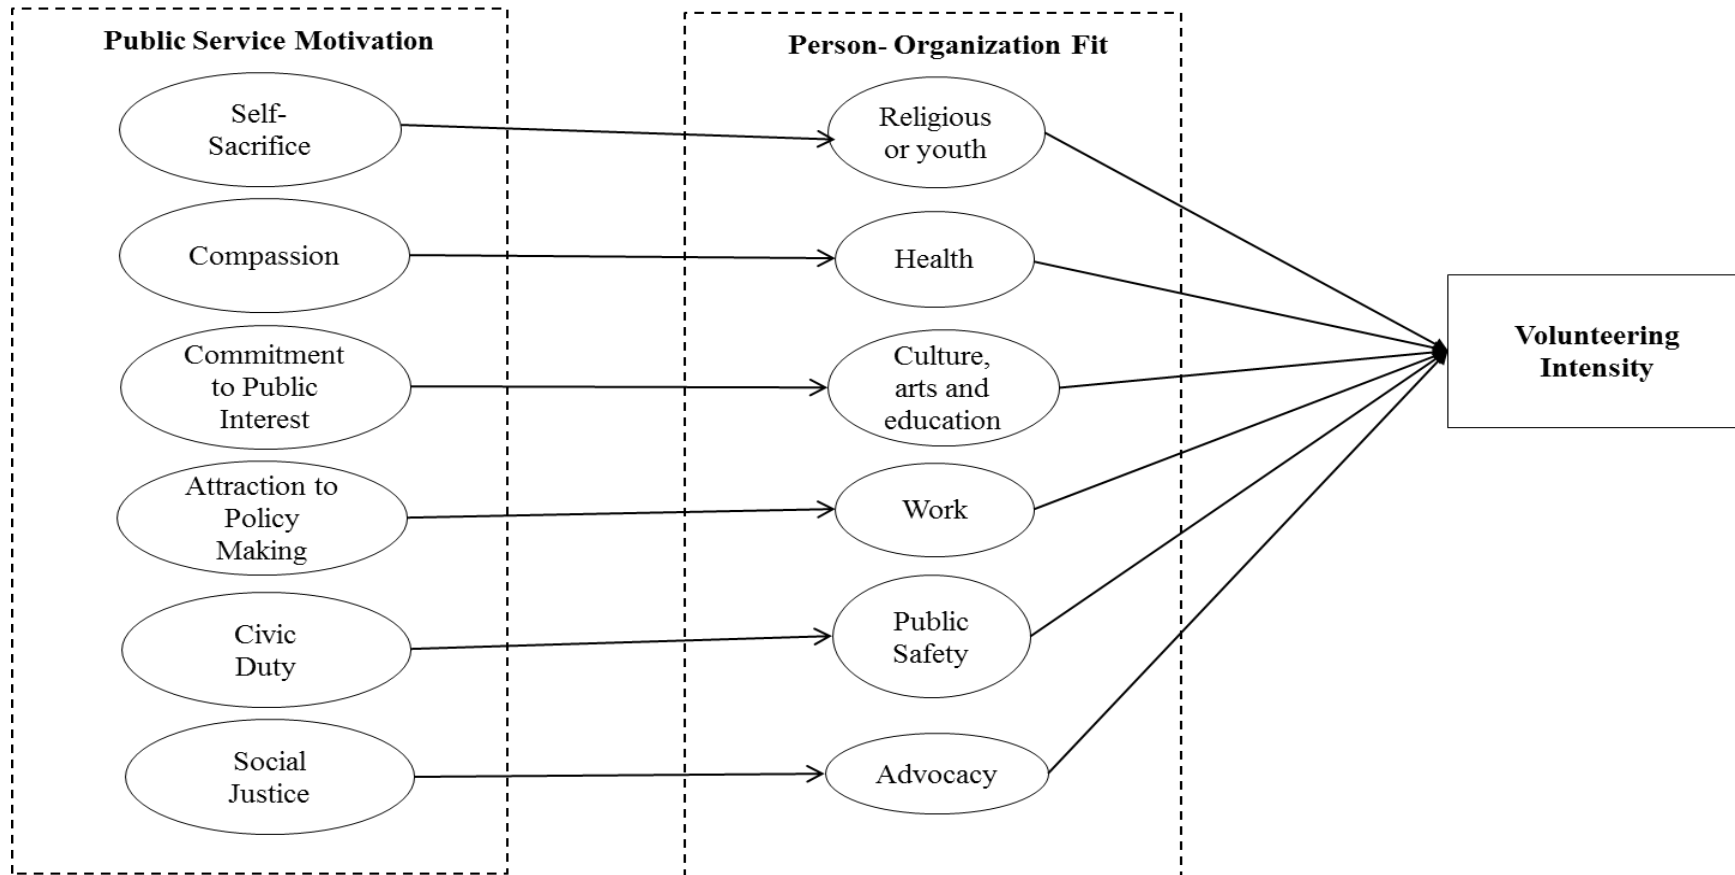 Public Service Motivation
Self-
Sacrifice
Compassion
Commitment
to Public
Interest
Attraction to
Policy
Making
Civic
Duty
Social
Justice
Person- Organization Fit
Religious
or youth
Health
Culture,
arts and
education
Work
Public
Safety
Advocacy
Volunteering
Intensity